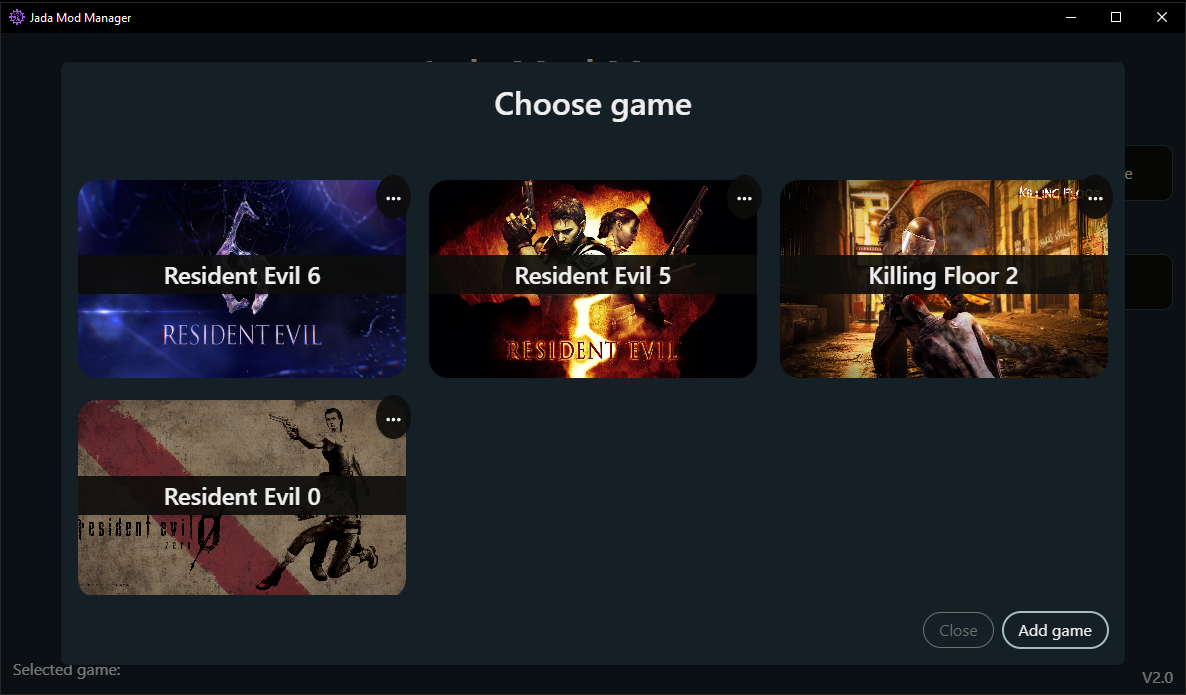 Jada Mod Manager
Choose game
Resident Evil 6
RESIDENT EVIL
Resident Evil 5
RESIDENT EVIL
KILLING FLOOR
Killing Floor 2
Resident Evil 0
resident evil 0
zero
Close
Add game
Selected game:
V2.0